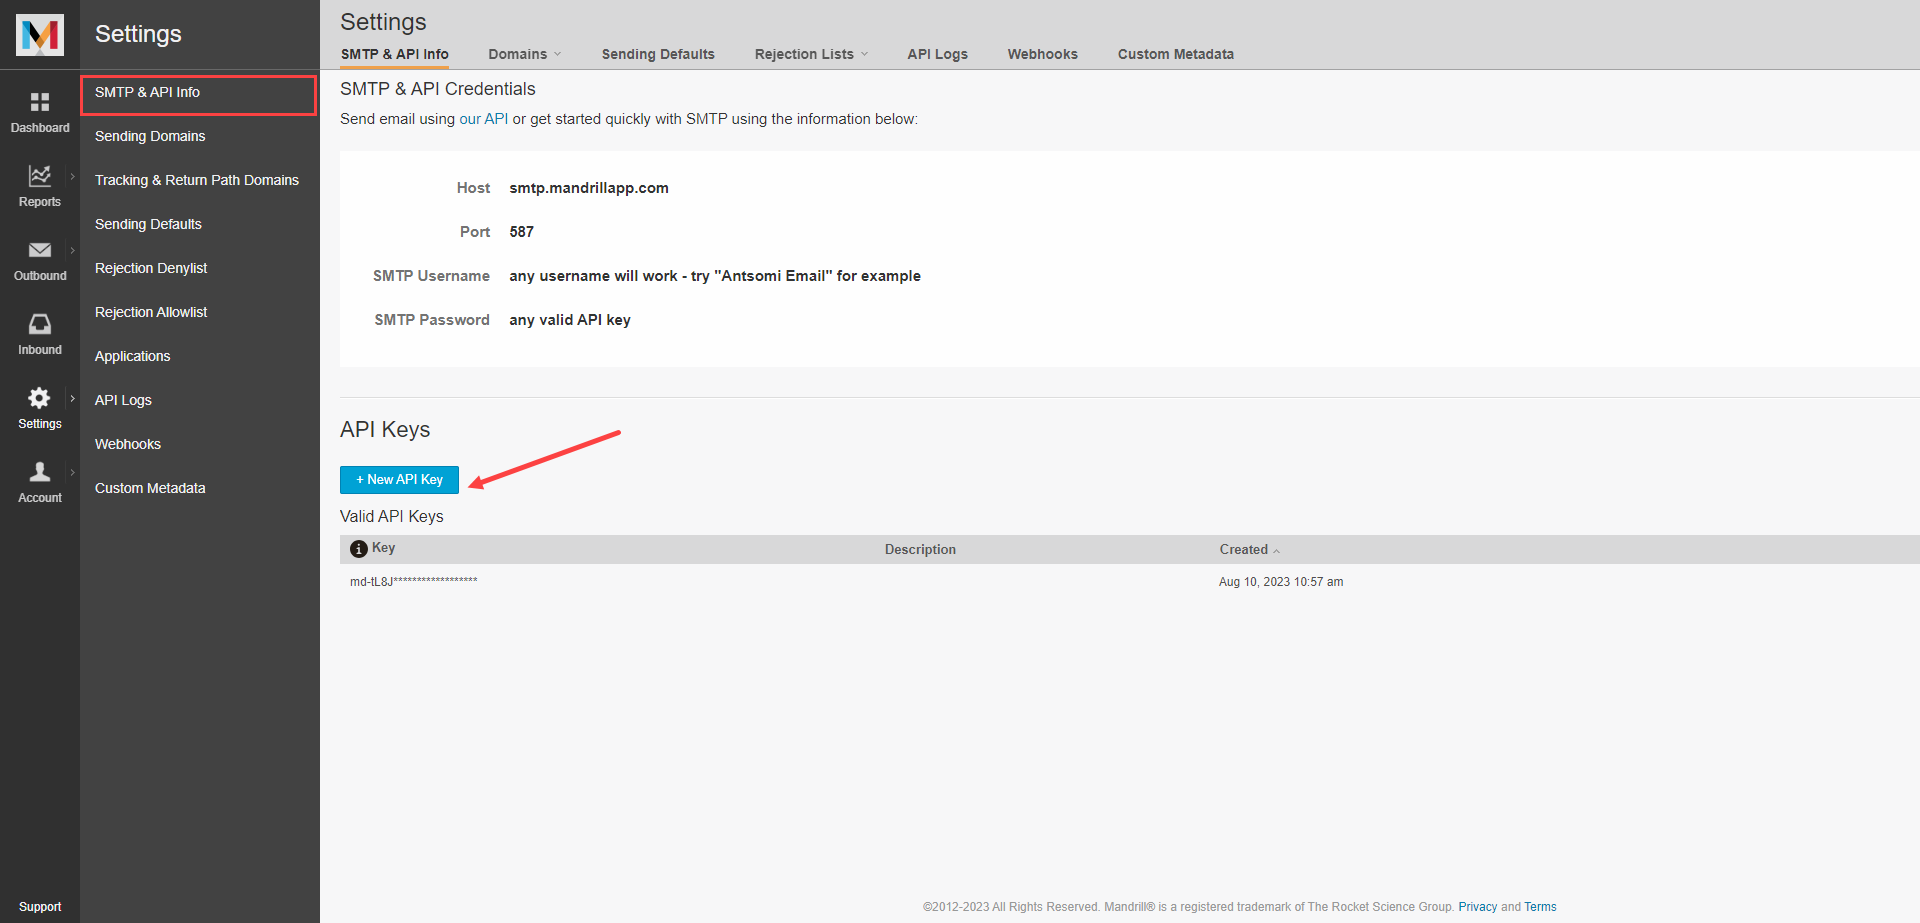 Settings
Dashboard
Reports
Outbound
Inbound
Settings
Account
Support
SMTP & API Info
Sending Domains
Tracking & Return Path Domains
Sending Defaults
Rejection Denylist
Rejection Allowlist
Applications
API Logs
Webhooks
Custom Metadata
Settings
SMTP & API Info Domains Sending Defaults Rejection Lists API Logs Webhooks Custom Metadata
SMTP & API Credentials
Send email using our API or get started quickly with SMTP using the information below:
Host smtp.mandrillapp.com
Port 587
SMTP Username any username will work - try "Antsomi Email" for example
SMTP Password any valid API key
API Keys
+ New API Key
Valid API Keys
Key Description Created
md-tL8J****************** Aug 10, 2023 10:57 am
©2012-2023 All Rights Reserved. Mandrill® is a registered trademark of The Rocket Science Group. Privacy and Terms